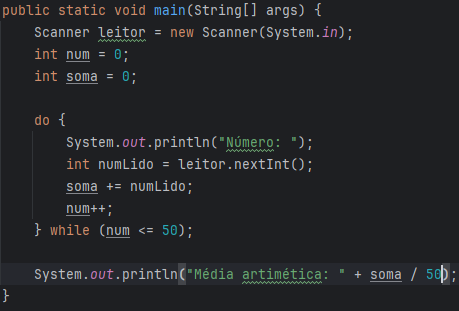 public static void main(String[] args) {
Scanner leitor = new Scanner(System.in);
int num = 0;
int soma = 0;
do {
System.out.println("Número: ");
int numLido = leitor.nextInt();
soma += numLido;
num++;
} while (num <= 50);
System.out.println("Média artimética: " + soma / 50);
}